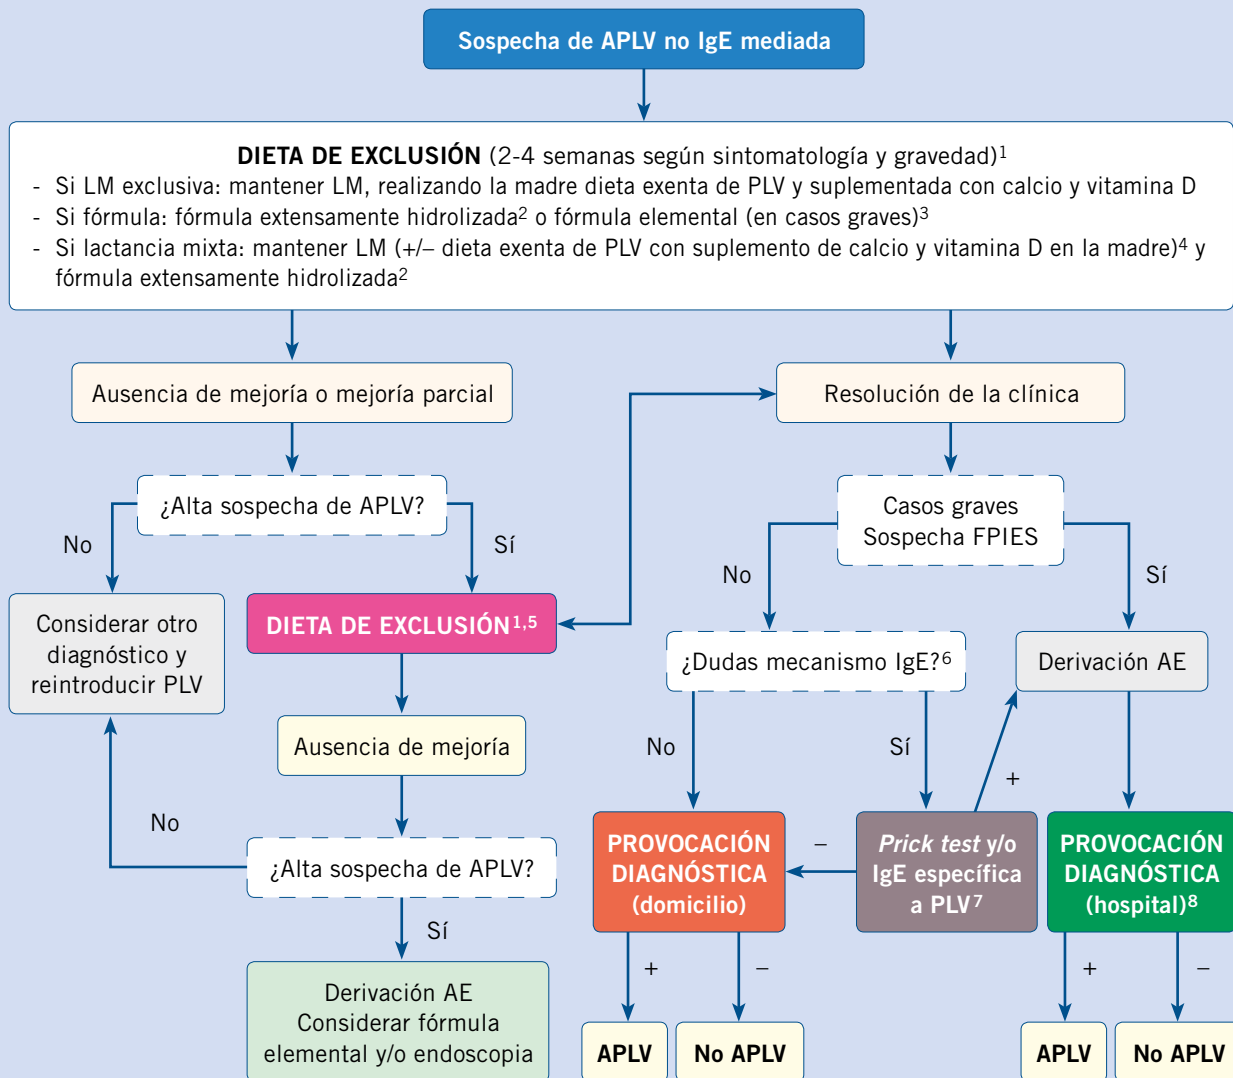 Sospecha de APLV no IgE mediada
DIETA DE EXCLUSIÓN (2-4 semanas según sintomatología y gravedad)¹
- Si LM exclusiva: mantener LM, realizando la madre dieta exenta de PLV y suplementada con calcio y vitamina D
- Si fórmula: fórmula extensamente hidrolizada² o fórmula elemental (en casos graves)³
- Si lactancia mixta: mantener LM (+/– dieta exenta de PLV con suplemento de calcio y vitamina D en la madre)⁴ y
fórmula extensamente hidrolizada²
Ausencia de mejoría o mejoría parcial
Resolución de la clínica
¿Alta sospecha de APLV?
No
Sí
Casos graves
Sospecha FPIES
No
Sí
Considerar otro
diagnóstico y
reintroducir PLV
DIETA DE EXCLUSIÓN¹,⁵
¿Dudas mecanismo IgE?⁶
Derivación AE
Ausencia de mejoría
No
Sí
+
No
¿Alta sospecha de APLV?
Sí
PROVOCACIÓN
DIAGNÓSTICA
(domicilio)
–
Prick test y/o
IgE específica
a PLV⁷
PROVOCACIÓN
DIAGNÓSTICA
(hospital)⁸
Derivación AE
Considerar fórmula
elemental y/o endoscopia
+
–
+
–
APLV
No APLV
APLV
No APLV